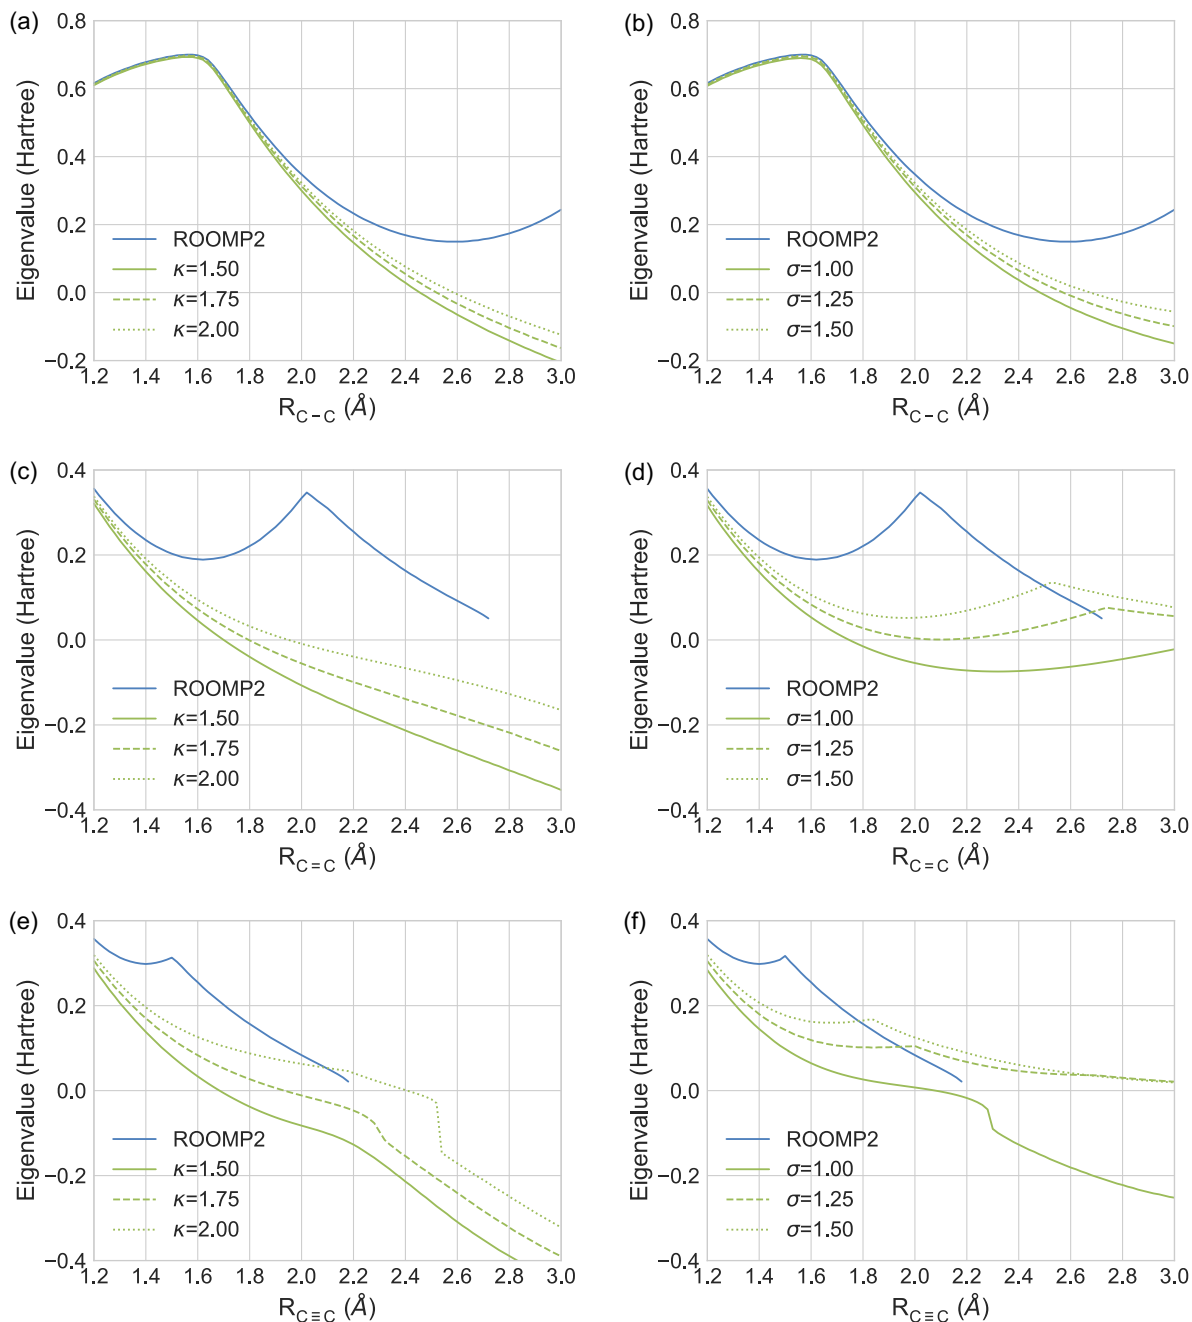 (a)
0.8
0.6
0.4
0.2
0.0
−0.2
Eigenvalue (Hartree)
ROOMP2
κ=1.50
κ=1.75
κ=2.00
1.2 1.4 1.6 1.8 2.0 2.2 2.4 2.6 2.8 3.0
R C−C (Å)
(b)
0.8
0.6
0.4
0.2
0.0
−0.2
Eigenvalue (Hartree)
ROOMP2
σ=1.00
σ=1.25
σ=1.50
1.2 1.4 1.6 1.8 2.0 2.2 2.4 2.6 2.8 3.0
R C−C (Å)
(c)
0.4
0.2
0.0
−0.2
−0.4
Eigenvalue (Hartree)
ROOMP2
κ=1.50
κ=1.75
κ=2.00
1.2 1.4 1.6 1.8 2.0 2.2 2.4 2.6 2.8 3.0
R C=C (Å)
(d)
0.4
0.2
0.0
−0.2
−0.4
Eigenvalue (Hartree)
ROOMP2
σ=1.00
σ=1.25
σ=1.50
1.2 1.4 1.6 1.8 2.0 2.2 2.4 2.6 2.8 3.0
R C=C (Å)
(e)
0.4
0.2
0.0
−0.2
−0.4
Eigenvalue (Hartree)
ROOMP2
κ=1.50
κ=1.75
κ=2.00
1.2 1.4 1.6 1.8 2.0 2.2 2.4 2.6 2.8 3.0
R C≡C (Å)
(f)
0.4
0.2
0.0
−0.2
−0.4
Eigenvalue (Hartree)
ROOMP2
σ=1.00
σ=1.25
σ=1.50
1.2 1.4 1.6 1.8 2.0 2.2 2.4 2.6 2.8 3.0
R C≡C (Å)